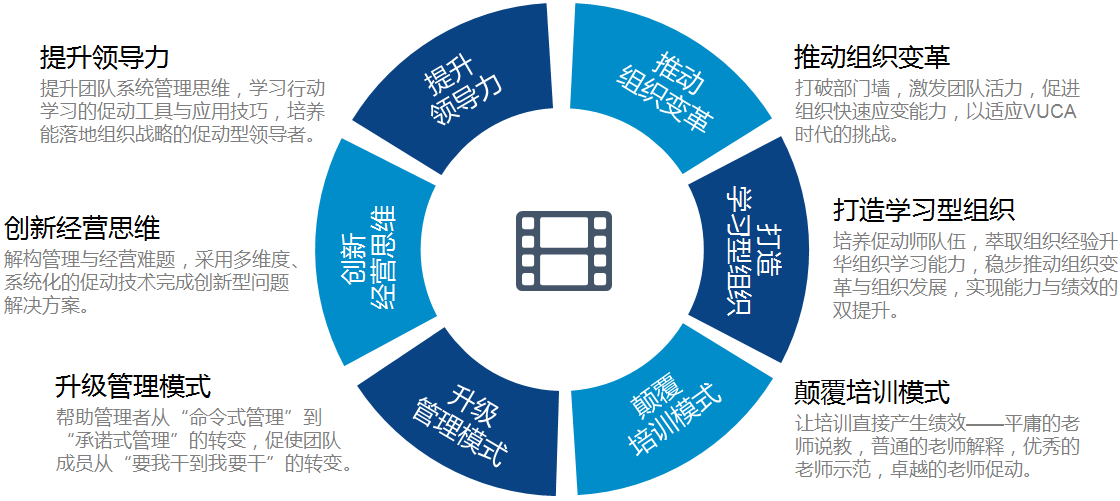 提升领导力
提升团队系统管理思维，学习行动
学习的促动工具与应用技巧，培养
能落地组织战略的促动型领导者。
创新经营思维
解构管理与经营难题，采用多维度、
系统化的促动技术完成创新型问题
解决方案。
升级管理模式
帮助管理者从“命令式管理”到
“承诺式管理”的转变，促使团队
成员从“要我干到我要干”的转变。
提升
领导力
推动
组织变革
创新
经营思维
打造
学习型组织
升级
管理模式
颠覆
培训模式
推动组织变革
打破部门墙，激发团队活力，促进
组织快速应变能力，以适应VUCA
时代的挑战。
打造学习型组织
培养促动师队伍，萃取组织经验升
华组织学习能力，稳步推动组织变
革与组织发展，实现能力与绩效的
双提升。
颠覆培训模式
让培训直接产生绩效——平庸的老
师说教，普通的老师解释，优秀的
老师示范，卓越的老师促动。